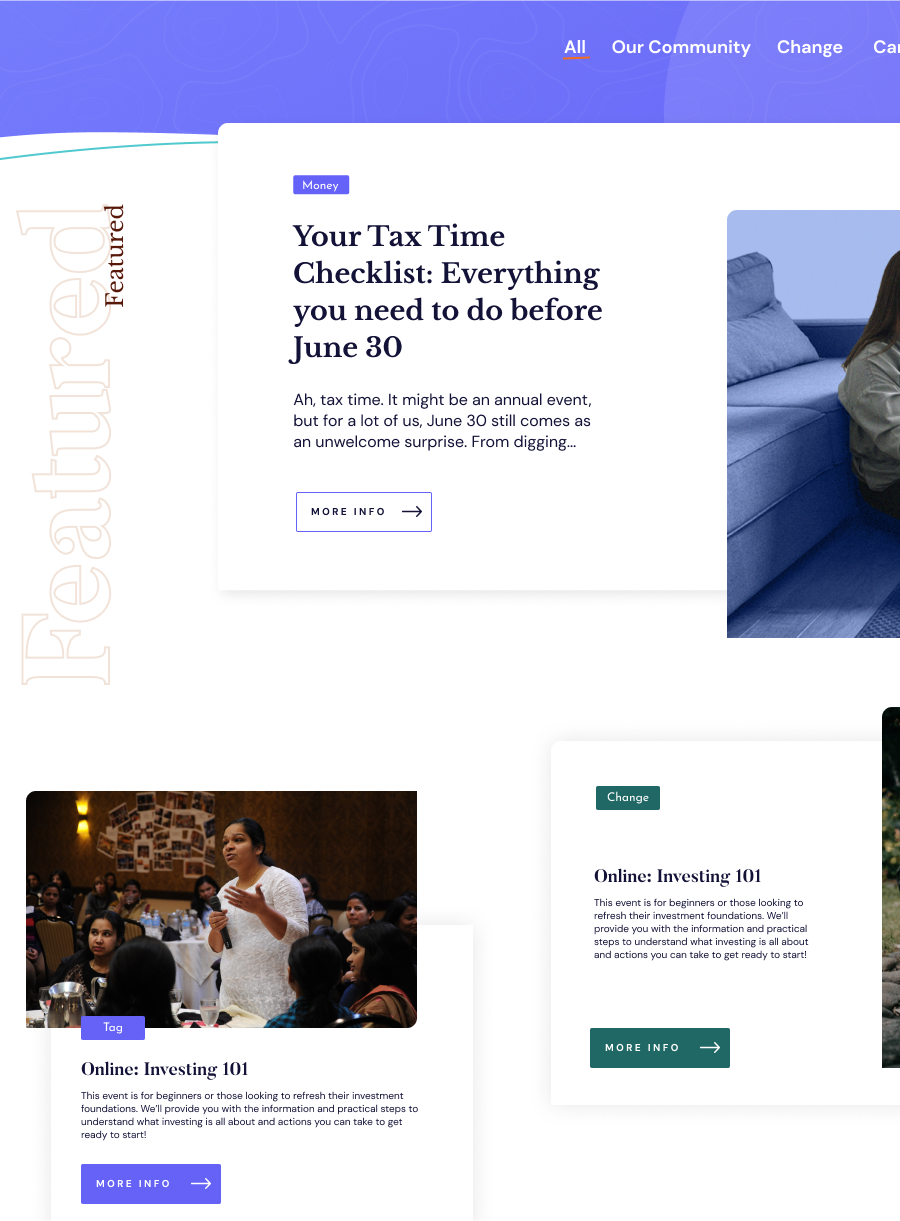 All Our Community Change
Featured
Featured
Money
Your Tax Time
Checklist: Everything
you need to do before
June 30
Ah, tax time. It might be an annual event,
but for a lot of us, June 30 still comes as
an unwelcome surprise. From digging...
MORE INFO
Change
Online: Investing 101
This event is for beginners or those looking to
refresh their investment foundations. We'll
provide you with the information and practical
steps to understand what investing is all about
and actions you can take to get ready to start!
MORE INFO
Tag
Online: Investing 101
This event is for beginners or those looking to refresh their investment
foundations. We'll provide you with the information and practical steps to
understand what investing is all about and actions you can take to get
ready to start!
MORE INFO